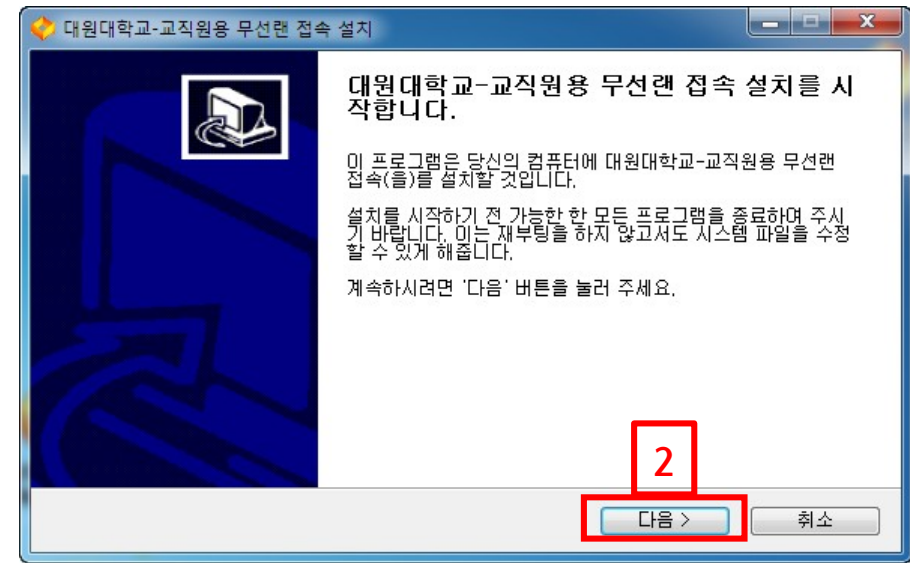 대원대학교-교직원용 무선랜 접속 설치
대원대학교-교직원용 무선랜 접속 설치를 시
작합니다.
이 프로그램은 당신의 컴퓨터에 대원대학교-교직원용 무선랜
접속(을)를 설치할 것입니다.
설치를 시작하기 전 가능한 한 모든 프로그램을 종료하여 주시
기 바랍니다. 이는 재부팅을 하지 않고서도 시스템 파일을 수정
할 수 있게 해줍니다.
계속하시려면 '다음' 버튼을 눌러 주세요.
2
다음 >
취소